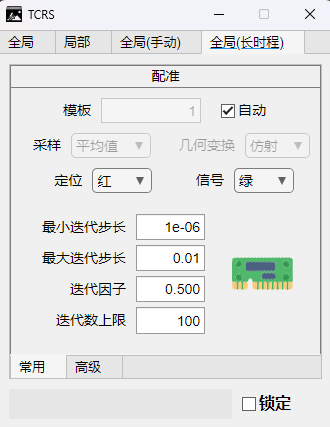 TCRS
全局 局部 全局(手动) 全局(长时程)
配准
模板 1 自动
采样 平均值 几何变换 仿射
定位 红 信号 绿
最小迭代步长 1e-06
最大迭代步长 0.01
迭代因子 0.500
迭代数上限 100
常用 高级
锁定